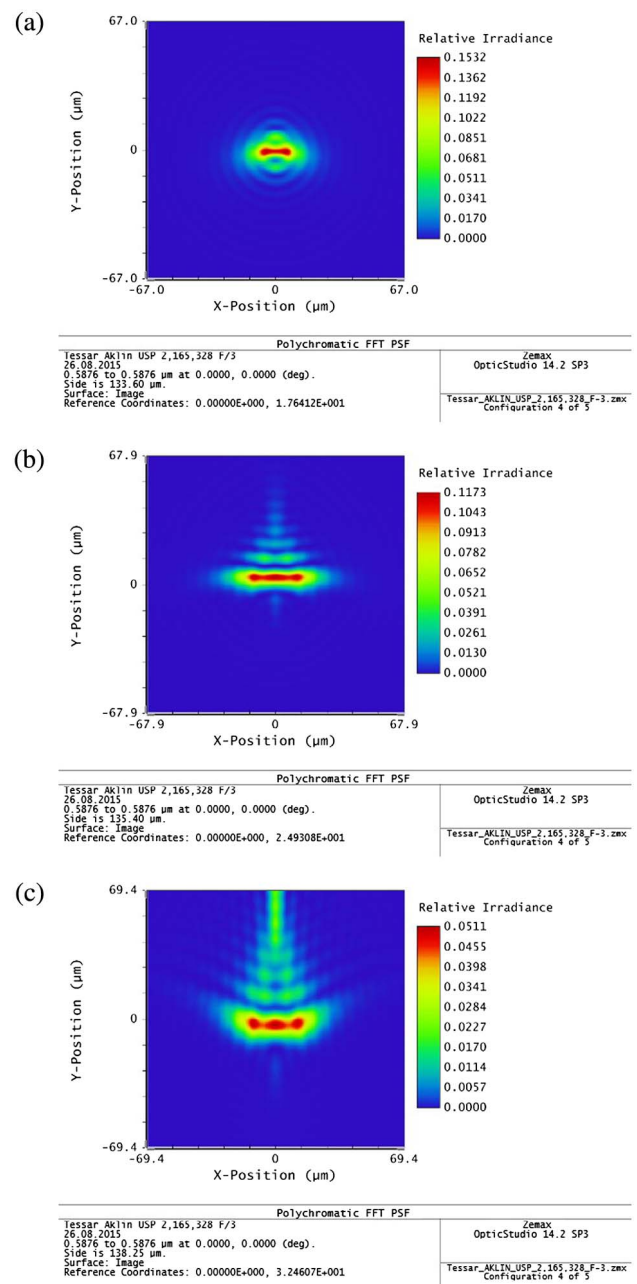 (a)
67.0
0
-67.0
Y-Position (µm)
-67.0 0 67.0
X-Position (µm)
Relative Irradiance
0.1532
0.1362
0.1192
0.1022
0.0851
0.0681
0.0511
0.0341
0.0170
0.0000
Polychromatic FFT PSF
Tessar Aklin USP 2,165,328 F/3
26.08.2015
0.5876 to 0.5876 µm at 0.0000, 0.0000 (deg).
Side is 133.60 µm.
Surface: Image
Reference Coordinates: 0.00000E+000, 1.76412E+001
Zemax
OpticStudio 14.2 SP3
Tessar_AKLIN_USP_2,165,328_F-3.zmx
Configuration 4 of 5
(b)
67.9
0
-67.9
Y-Position (µm)
-67.9 0 67.9
X-Position (µm)
Relative Irradiance
0.1173
0.1043
0.0913
0.0782
0.0652
0.0521
0.0391
0.0261
0.0130
0.0000
Polychromatic FFT PSF
Tessar Aklin USP 2,165,328 F/3
26.08.2015
0.5876 to 0.5876 µm at 0.0000, 0.0000 (deg).
Side is 135.40 µm.
Surface: Image
Reference Coordinates: 0.00000E+000, 2.49308E+001
Zemax
OpticStudio 14.2 SP3
Tessar_AKLIN_USP_2,165,328_F-3.zmx
Configuration 4 of 5
(c)
69.4
0
-69.4
Y-Position (µm)
-69.4 0 69.4
X-Position (µm)
Relative Irradiance
0.0511
0.0455
0.0398
0.0341
0.0284
0.0227
0.0170
0.0114
0.0057
0.0000
Polychromatic FFT PSF
Tessar Aklin USP 2,165,328 F/3
26.08.2015
0.5876 to 0.5876 µm at 0.0000, 0.0000 (deg).
Side is 138.25 µm.
Surface: Image
Reference Coordinates: 0.00000E+000, 3.24607E+001
Zemax
OpticStudio 14.2 SP3
Tessar_AKLIN_USP_2,165,328_F-3.zmx
Configuration 4 of 5